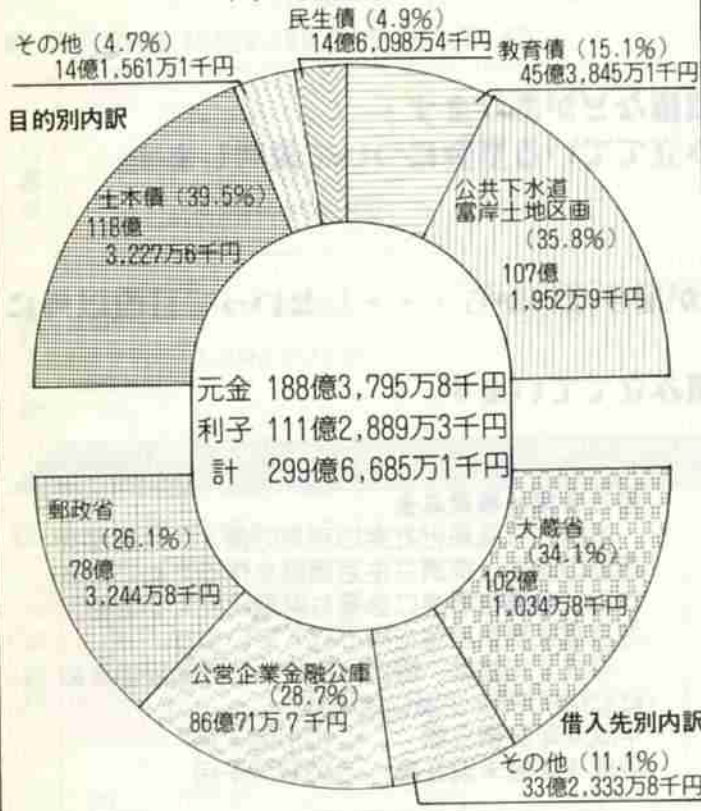 民生債 (4.9%)
14億6,098万4千円
その他 (4.7%)
14億1,561万1千円
教育債 (15.1%)
45億3,845万1千円
目的別内訳
土木債 (39.5%)
118億
3,227万6千円
公共下水道
富岸土地区画
(35.8%)
107億
1,952万9千円
元金 188億3,795万8千円
利子 111億2,889万3千円
計 299億6,685万1千円
郵政省
(26.1%)
78億
3,244万8千円
大蔵省
(34.1%)
102億
1,034万8千円
公営企業金融公庫
(28.7%)
86億71万7千円
借入先別内訳
その他 (11.1%)
33億2,333万8千円